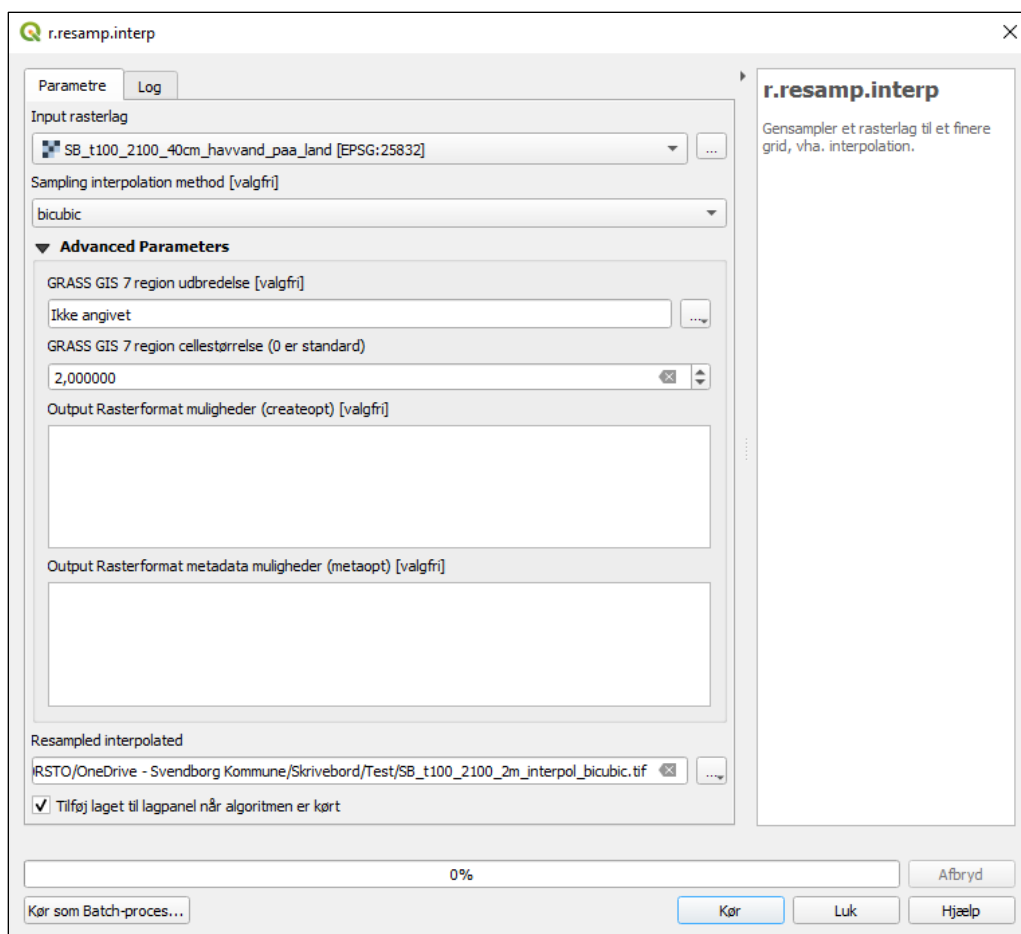 r.resamp.interp
Parametre
Log
Input rasterlag
SB_t100_2100_40cm_havvand_paa_land [EPSG:25832]
...
Sampling interpolation method [valgfri]
bicubic
Advanced Parameters
GRASS GIS 7 region udbredelse [valgfri]
Ikke angivet
...
GRASS GIS 7 region cellestørrelse (0 er standard)
2,000000
Output Rasterformat muligheder (createopt) [valgfri]
Output Rasterformat metadata muligheder (metaopt) [valgfri]
Resampled interpolated
RSTO/OneDrive - Svendborg Kommune/Skrivebord/Test/SB_t100_2100_2m_interpol_bicubic.tif
...
Tilføj laget til lagpanel når algoritmen er kørt
r.resamp.interp
Gensampler et rasterlag til et finere
grid, vha. interpolation.
0%
Afbryd
Kør som Batch-proces...
Kør
Luk
Hjælp